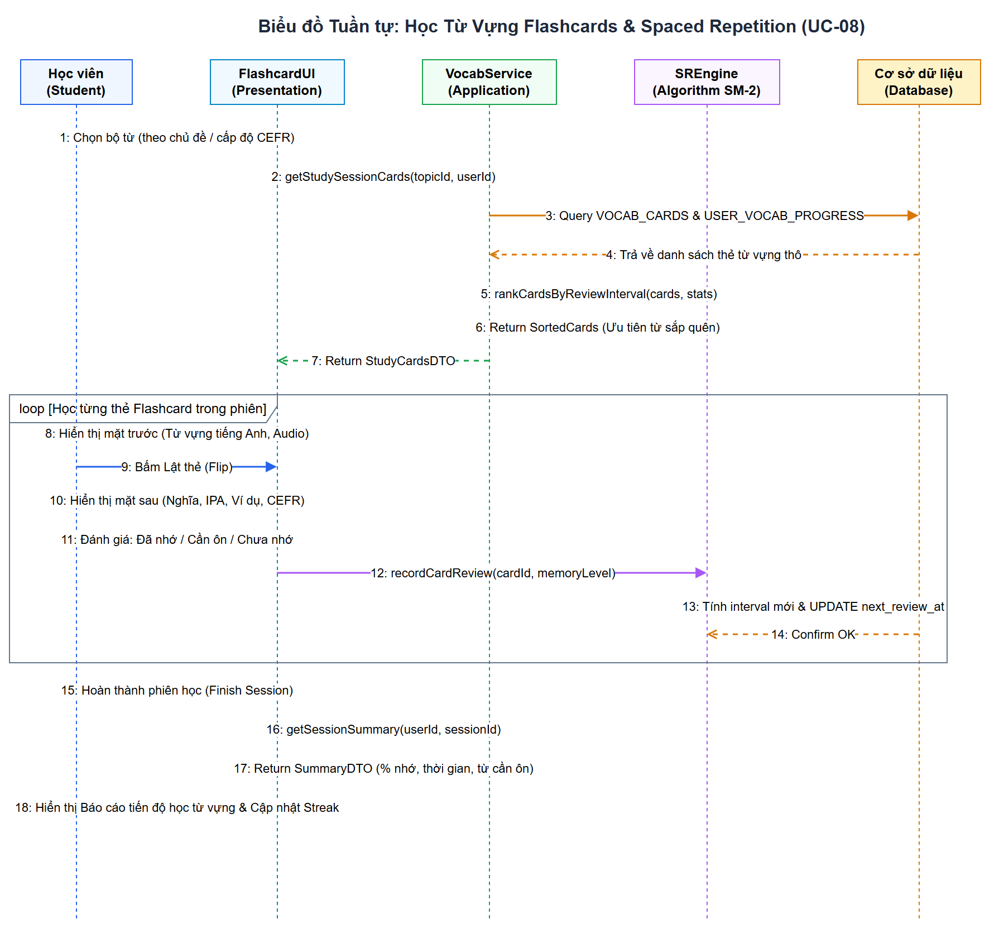 Biểu đồ Tuần tự: Học Từ Vựng Flashcards & Spaced Repetition (UC-08)
Học viên
(Student)
FlashcardUI
(Presentation)
VocabService
(Application)
SREngine
(Algorithm SM-2)
Cơ sở dữ liệu
(Database)
1: Chọn bộ từ (theo chủ đề / cấp độ CEFR)
2: getStudySessionCards(topicId, userId)
3: Query VOCAB_CARDS & USER_VOCAB_PROGRESS
4: Trả về danh sách thẻ từ vựng thô
5: rankCardsByReviewInterval(cards, stats)
6: Return SortedCards (Ưu tiên từ sắp quên)
7: Return StudyCardsDTO
loop [Học từng thẻ Flashcard trong phiên]
8: Hiển thị mặt trước (Từ vựng tiếng Anh, Audio)
9: Bấm Lật thẻ (Flip)
10: Hiển thị mặt sau (Nghĩa, IPA, Ví dụ, CEFR)
11: Đánh giá: Đã nhớ / Cần ôn / Chưa nhớ
12: recordCardReview(cardId, memoryLevel)
13: Tính interval mới & UPDATE next_review_at
14: Confirm OK
15: Hoàn thành phiên học (Finish Session)
16: getSessionSummary(userId, sessionId)
17: Return SummaryDTO (% nhớ, thời gian, từ cần ôn)
18: Hiển thị Báo cáo tiến độ học từ vựng & Cập nhật Streak